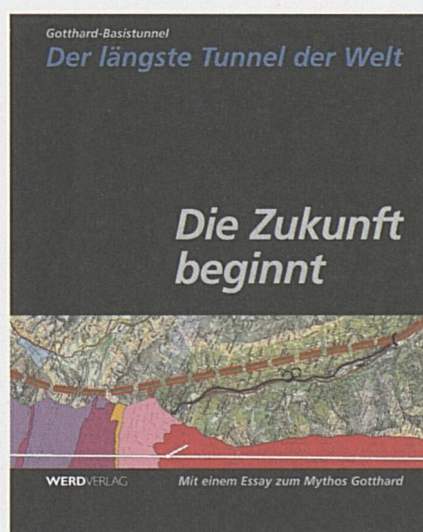 Gotthard-Basistunnel
Der längste Tunnel der Welt
Die Zukunft
beginnt
WERDVERLAG
Mit einem Essay zum Mythos Gotthard